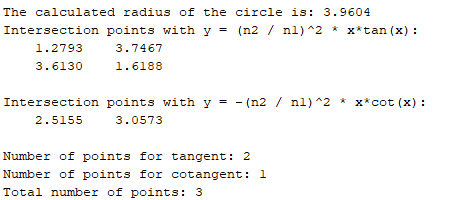 The calculated radius of the circle is: 3.9604
Intersection points with y = (n2 / n1)^2 * x*tan(x):
1.2793 3.7467
3.6130 1.6188
Intersection points with y = -(n2 / n1)^2 * x*cot(x):
2.5155 3.0573
Number of points for tangent: 2
Number of points for cotangent: 1
Total number of points: 3